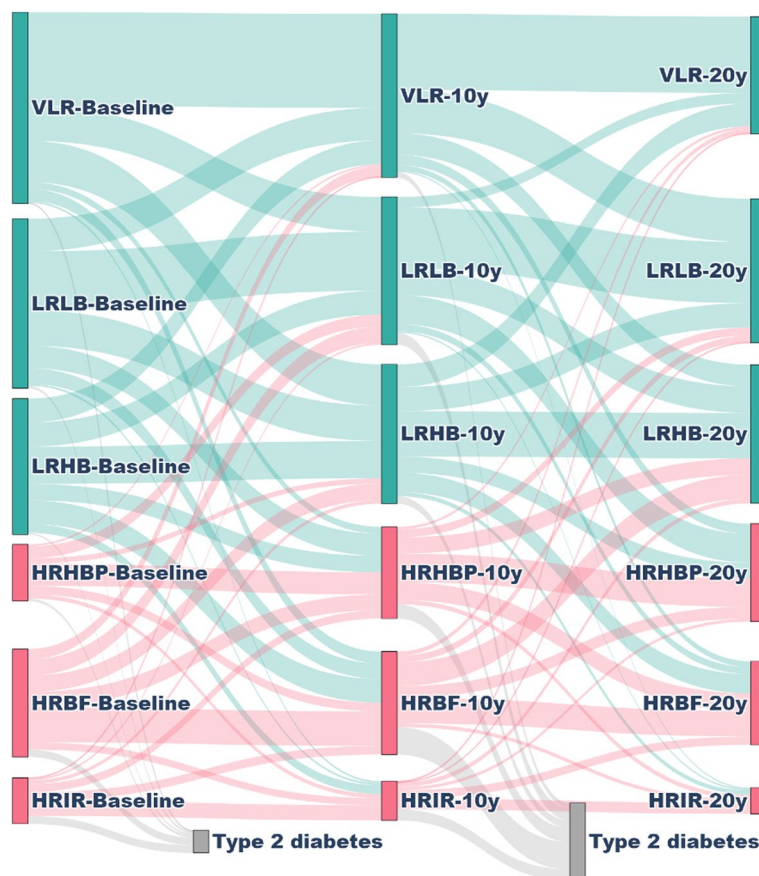 VLR-Baseline
VLR-10y
VLR-20y
LRLB-Baseline
LRLB-10y
LRLB-20y
LRHB-Baseline
LRHB-10y
LRHB-20y
HRHBP-Baseline
HRHBP-10y
HRHBP-20y
HRBF-Baseline
HRBF-10y
HRBF-20y
HRIR-Baseline
HRIR-10y
HRIR-20y
Type 2 diabetes
Type 2 diabetes